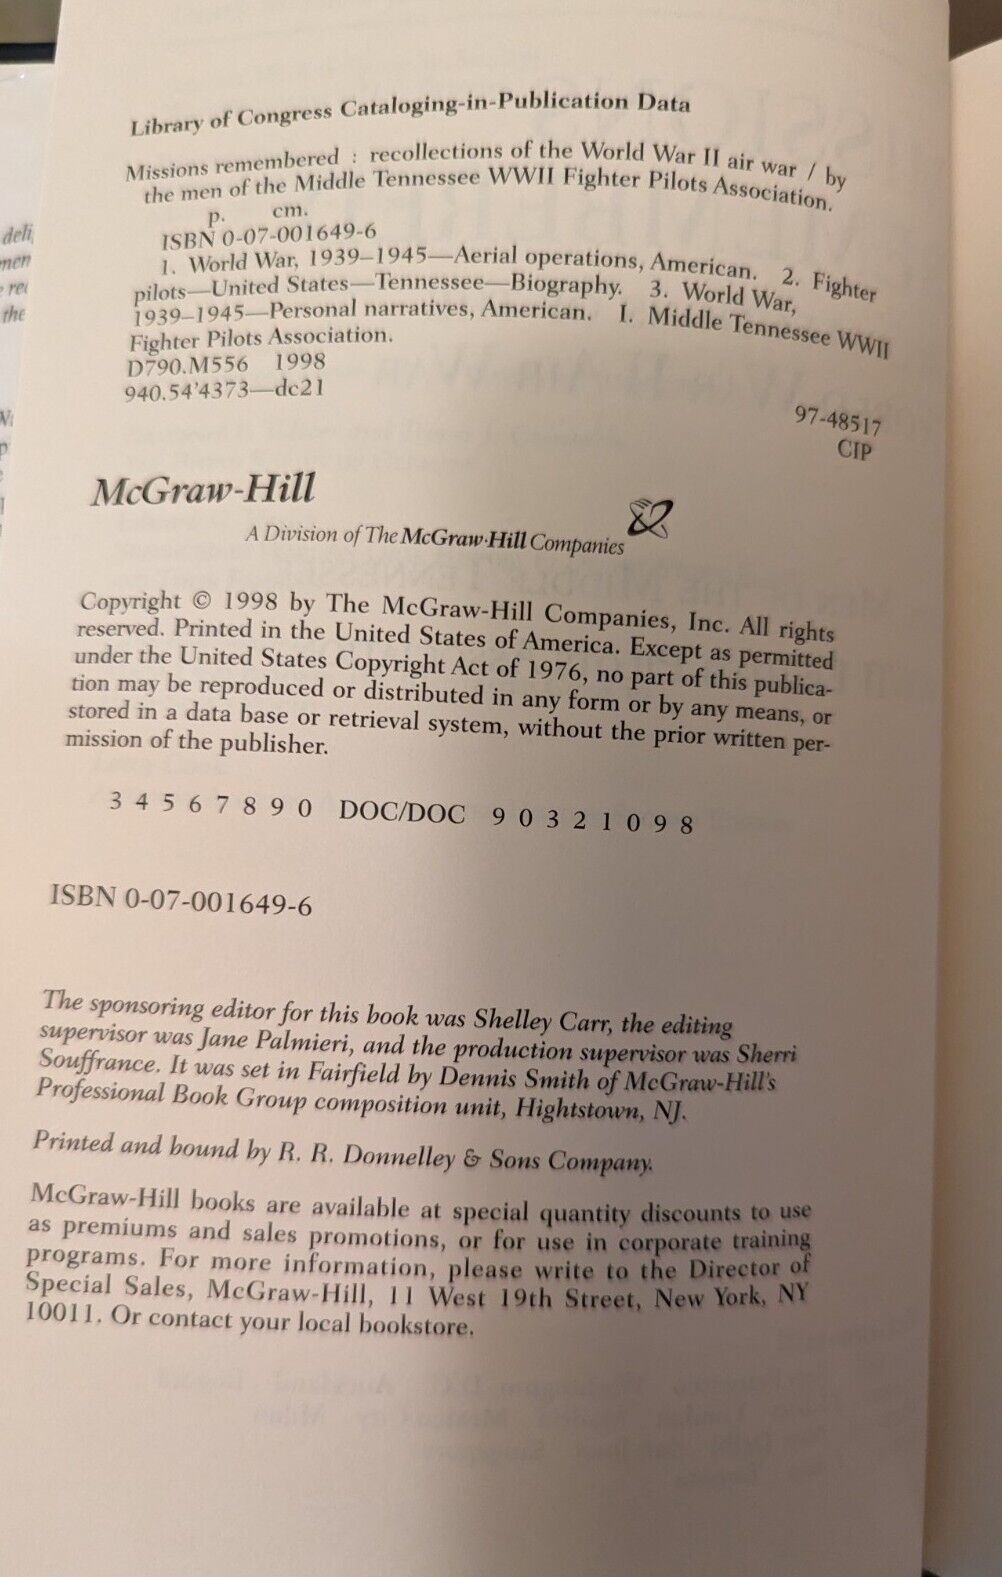 Library of Congress Cataloging-in-Publication Data
Missions remembered : recollections of the World War II air war / by
the men of the Middle Tennessee WWII Fighter Pilots Association.
p. cm.
ISBN 0-07-001649-6
1. World War, 1939–1945—Aerial operations, American. 2. Fighter
pilots—United States—Tennessee—Biography. 3. World War,
1939–1945—Personal narratives, American. I. Middle Tennessee WWII
Fighter Pilots Association.
D790.M556 1998
940.54'4373—dc21
97-48517
CIP
McGraw-Hill
A Division of The McGraw·Hill Companies
Copyright © 1998 by The McGraw-Hill Companies, Inc. All rights
reserved. Printed in the United States of America. Except as permitted
under the United States Copyright Act of 1976, no part of this publica-
tion may be reproduced or distributed in any form or by any means, or
stored in a data base or retrieval system, without the prior written per-
mission of the publisher.
3 4 5 6 7 8 9 0 DOC/DOC 9 0 3 2 1 0 9 8
ISBN 0-07-001649-6
The sponsoring editor for this book was Shelley Carr, the editing
supervisor was Jane Palmieri, and the production supervisor was Sherri
Souffrance. It was set in Fairfield by Dennis Smith of McGraw-Hill's
Professional Book Group composition unit, Hightstown, NJ.
Printed and bound by R. R. Donnelley & Sons Company.
McGraw-Hill books are available at special quantity discounts to use
as premiums and sales promotions, or for use in corporate training
programs. For more information, please write to the Director of
Special Sales, McGraw-Hill, 11 West 19th Street, New York, NY
10011. Or contact your local bookstore.